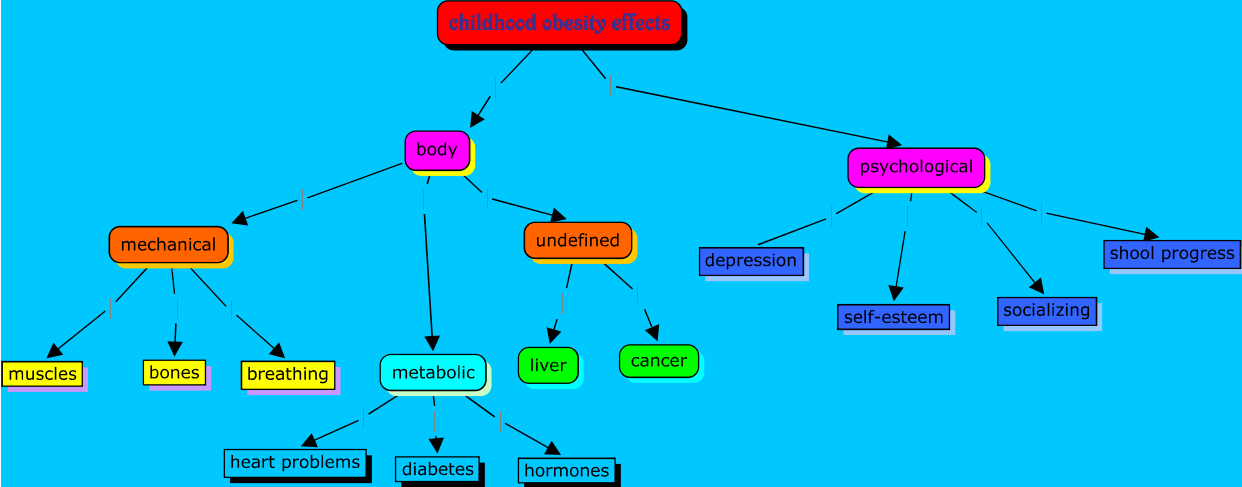 childhood obesity effects
body
psychological
mechanical
undefined
depression
shool progress
self-esteem
socializing
muscles
bones
breathing
metabolic
liver
cancer
heart problems
diabetes
hormones